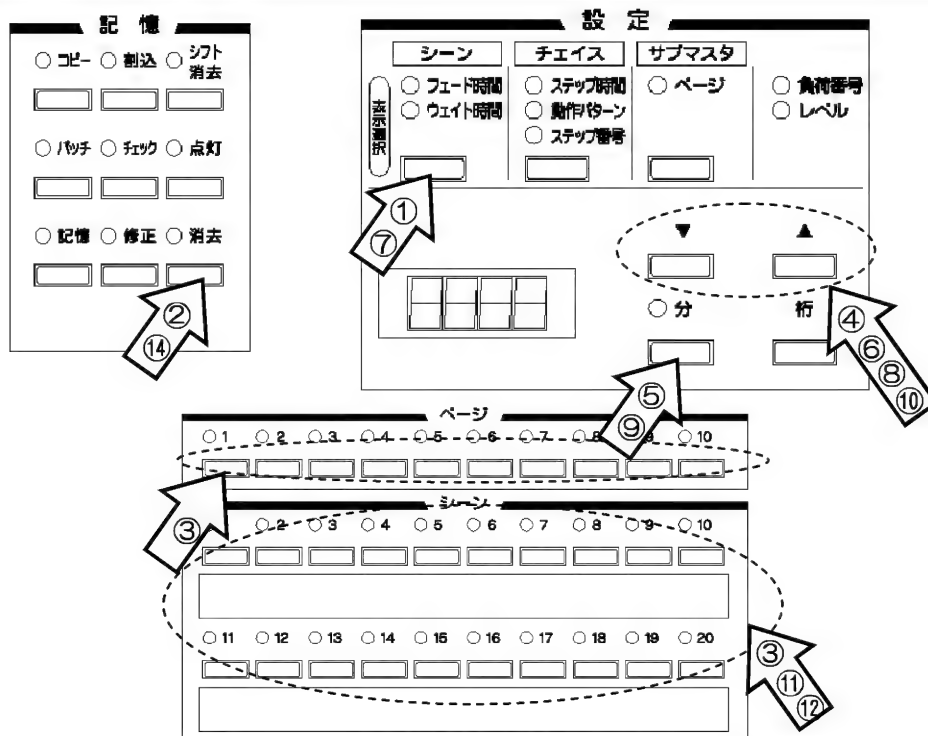 記 憶
コピー 割込 シフト消去
パッチ チェック 点灯
記憶 修正 消去
②
⑭
設 定
シーン チェイス サブマスタ
表示選択
フェード時間 ステップ時間 ページ 負荷番号
ウェイト時間 動作パターン レベル
ステップ番号
①
⑦
▼ ▲
分 桁
④
⑥
⑧
⑩
⑤
⑨
ページ
1 2 3 4 5 6 7 8 9 10
③
シーン
2 3 4 5 6 7 8 9 10
11 12 13 14 15 16 17 18 19 20
③
⑪
⑫